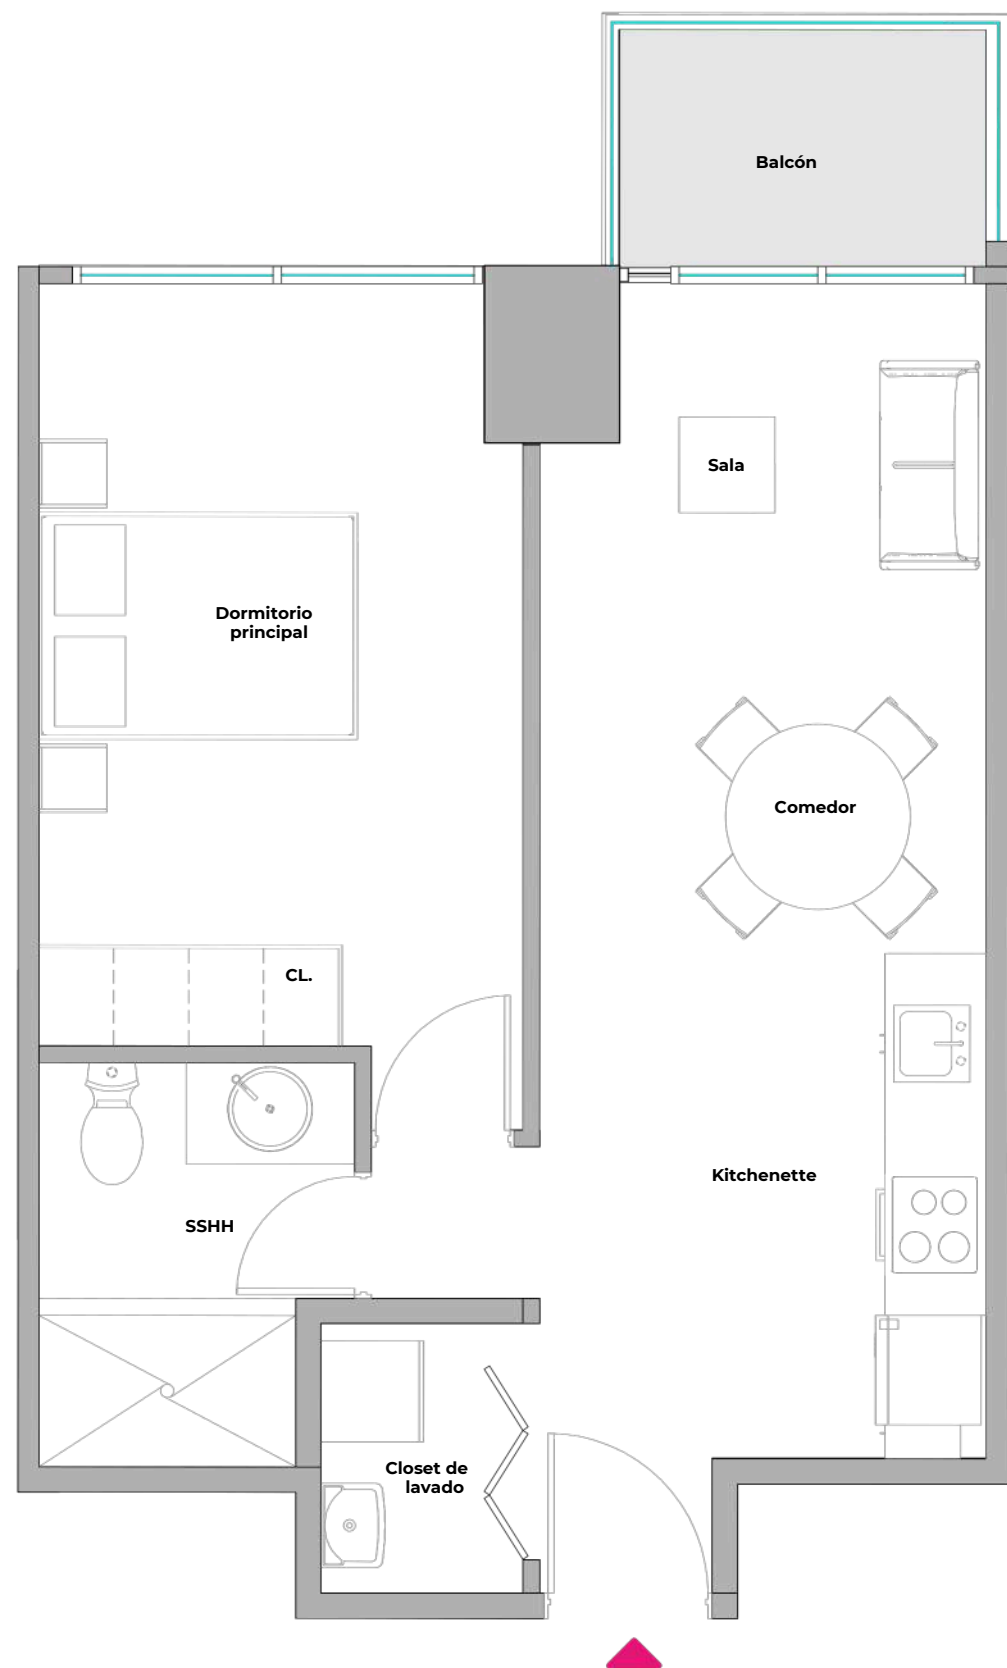 Balcón
Sala
Dormitorio
principal
Comedor
CL.
Kitchenette
SSHH
Closet de
lavado